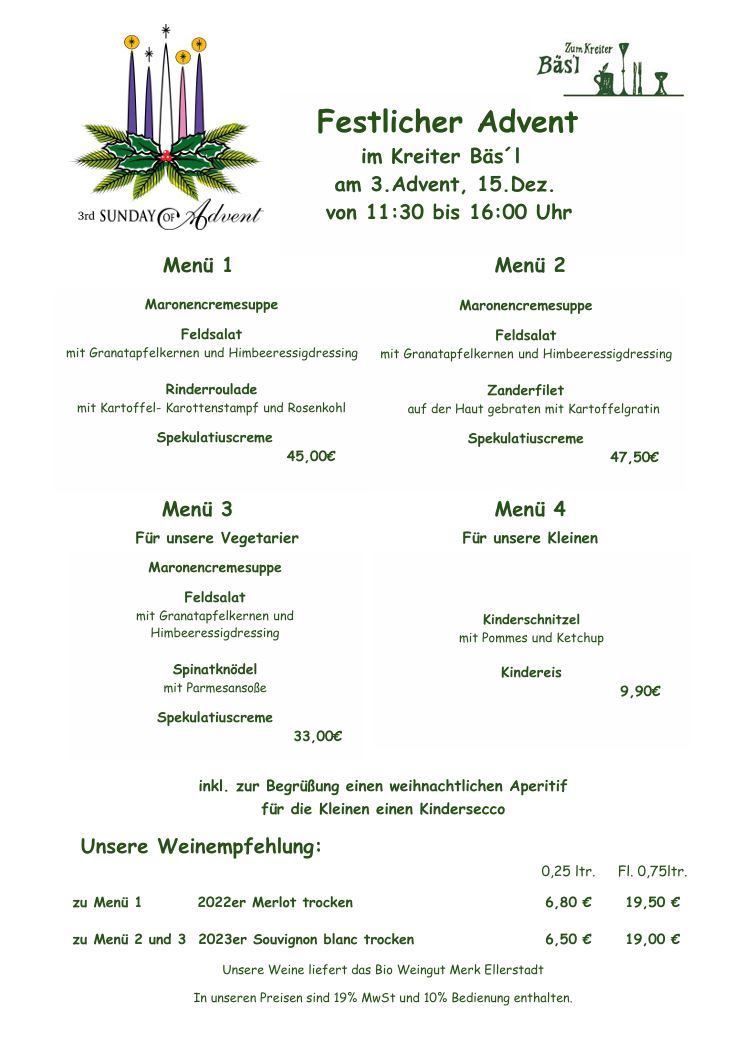 Zum Kreiter
Bäs'l
Festlicher Advent
im Kreiter Bäs´l
am 3.Advent, 15.Dez.
von 11:30 bis 16:00 Uhr
3rd SUNDAY OF Advent
Menü 1
Maronencremesuppe
Feldsalat
mit Granatapfelkernen und Himbeeressigdressing
Rinderroulade
mit Kartoffel- Karottenstampf und Rosenkohl
Spekulatiuscreme
45,00€
Menü 2
Maronencremesuppe
Feldsalat
mit Granatapfelkernen und Himbeeressigdressing
Zanderfilet
auf der Haut gebraten mit Kartoffelgratin
Spekulatiuscreme
47,50€
Menü 3
Für unsere Vegetarier
Maronencremesuppe
Feldsalat
mit Granatapfelkernen und
Himbeeressigdressing
Spinatknödel
mit Parmesansoße
Spekulatiuscreme
33,00€
Menü 4
Für unsere Kleinen
Kinderschnitzel
mit Pommes und Ketchup
Kindereis
9,90€
inkl. zur Begrüßung einen weihnachtlichen Aperitif
für die Kleinen einen Kindersecco
Unsere Weinempfehlung:
0,25 ltr. Fl. 0,75ltr.
zu Menü 1 2022er Merlot trocken 6,80 € 19,50 €
zu Menü 2 und 3 2023er Souvignon blanc trocken 6,50 € 19,00 €
Unsere Weine liefert das Bio Weingut Merk Ellerstadt
In unseren Preisen sind 19% MwSt und 10% Bedienung enthalten.